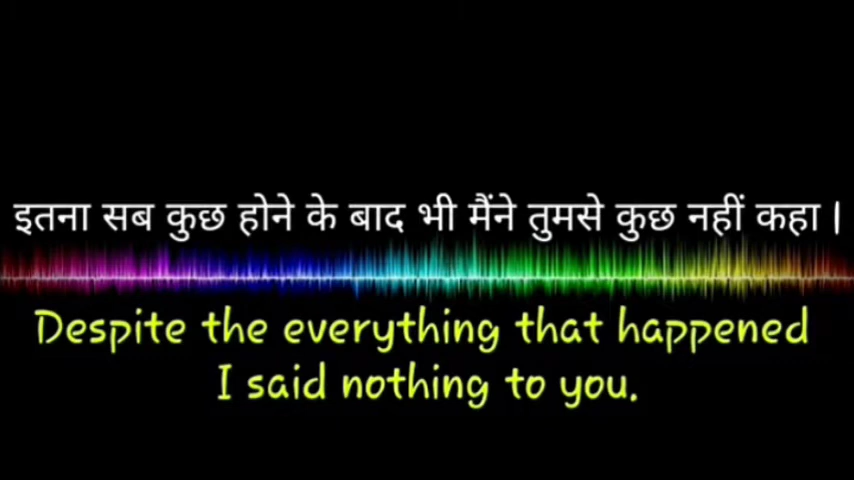 इतना सब कुछ होने के बाद भी मैंने तुमसे कुछ नहीं कहा।
Despite the everything that happened
I said nothing to you.